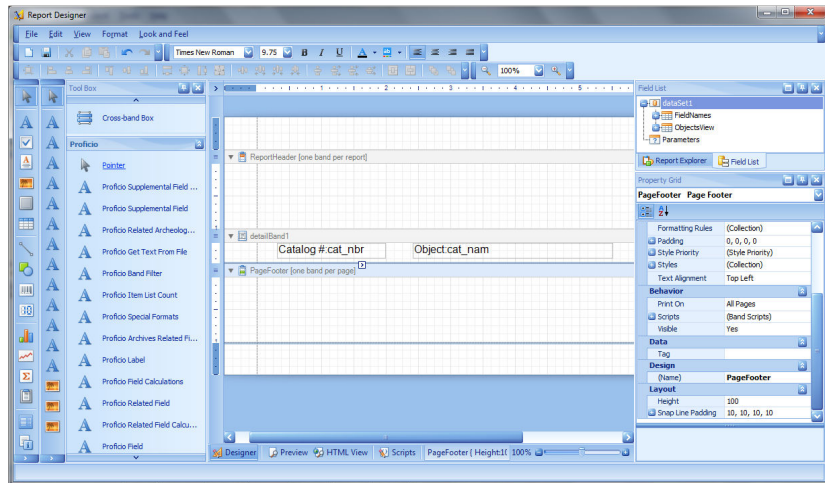 Report Designer
File Edit View Format Look and Feel
Times New Roman 9.75 B I U A
100%
Tool Box
Cross-band Box
Proficio
Pointer
Proficio Supplemental Field ...
Proficio Supplemental Field
Proficio Related Archeolog...
Proficio Get Text From File
Proficio Band Filter
Proficio Item List Count
Proficio Special Formats
Proficio Archives Related Fi...
Proficio Label
Proficio Field Calculations
Proficio Related Field
Proficio Related Field Calcu...
Proficio Field
1 2 3 4 5
ReportHeader [one band per report]
detailBand1
Catalog #:cat_nbr Object:cat_nam
PageFooter [one band per page]
Designer Preview HTML View Scripts PageFooter { Height:1( 100%
Field List
dataSet1
FieldNames
ObjectsView
Parameters
Report Explorer Field List
Property Grid
PageFooter Page Footer
Formatting Rules (Collection)
Padding 0, 0, 0, 0
Style Priority (Style Priority)
Styles (Collection)
Text Alignment Top Left
Behavior
Print On All Pages
Scripts (Band Scripts)
Visible Yes
Data
Tag
Design
(Name) PageFooter
Layout
Height 100
Snap Line Padding 10, 10, 10, 10